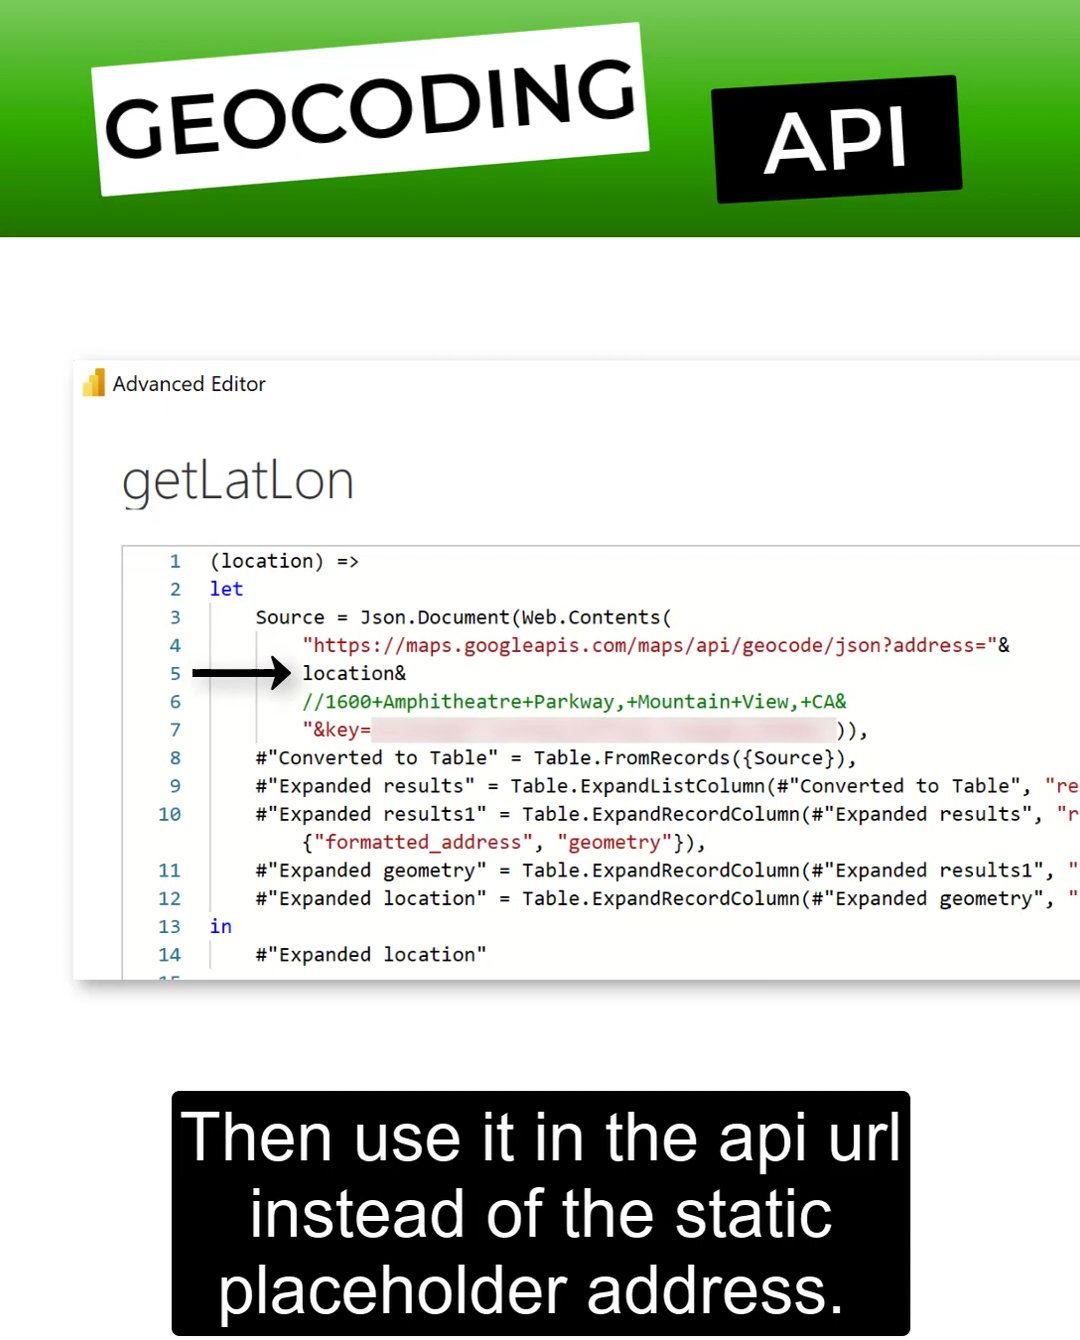 GEOCODING
API
Advanced Editor
getLatLon
1 (location) =>
2 let
3 Source = Json.Document(Web.Contents(
4 "https://maps.googleapis.com/maps/api/geocode/json?address="&
5 location&
6 //1600+Amphitheatre+Parkway,+Mountain+View,+CA&
7 "&key= )),
8 #"Converted to Table" = Table.FromRecords({Source}),
9 #"Expanded results" = Table.ExpandListColumn(#"Converted to Table", "re
10 #"Expanded results1" = Table.ExpandRecordColumn(#"Expanded results", "r
{"formatted_address", "geometry"}),
11 #"Expanded geometry" = Table.ExpandRecordColumn(#"Expanded results1", "
12 #"Expanded location" = Table.ExpandRecordColumn(#"Expanded geometry", "
13 in
14 #"Expanded location"
Then use it in the api url
instead of the static
placeholder address.